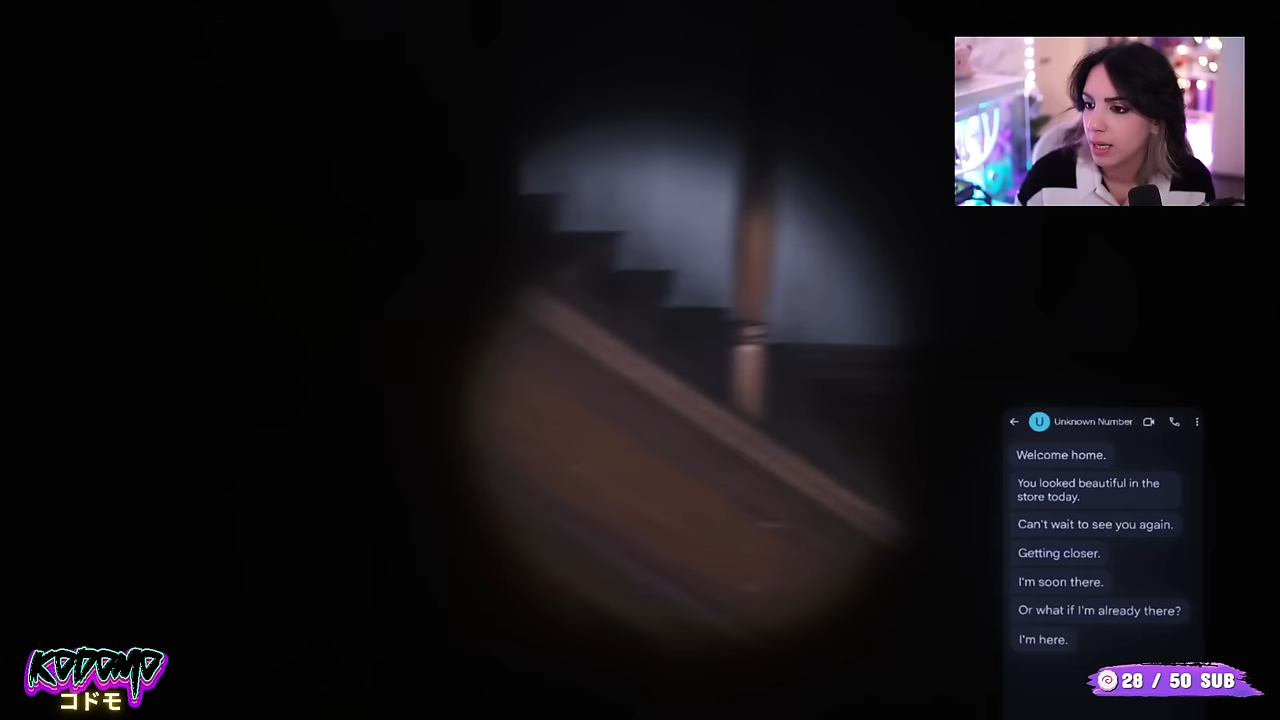 Unknown Number
Welcome home.
You looked beautiful in the
store today.
Can't wait to see you again.
Getting closer.
I'm soon there.
Or what if I'm already there?
I'm here.
KODOMO
コドモ
28 / 50 SUB
U